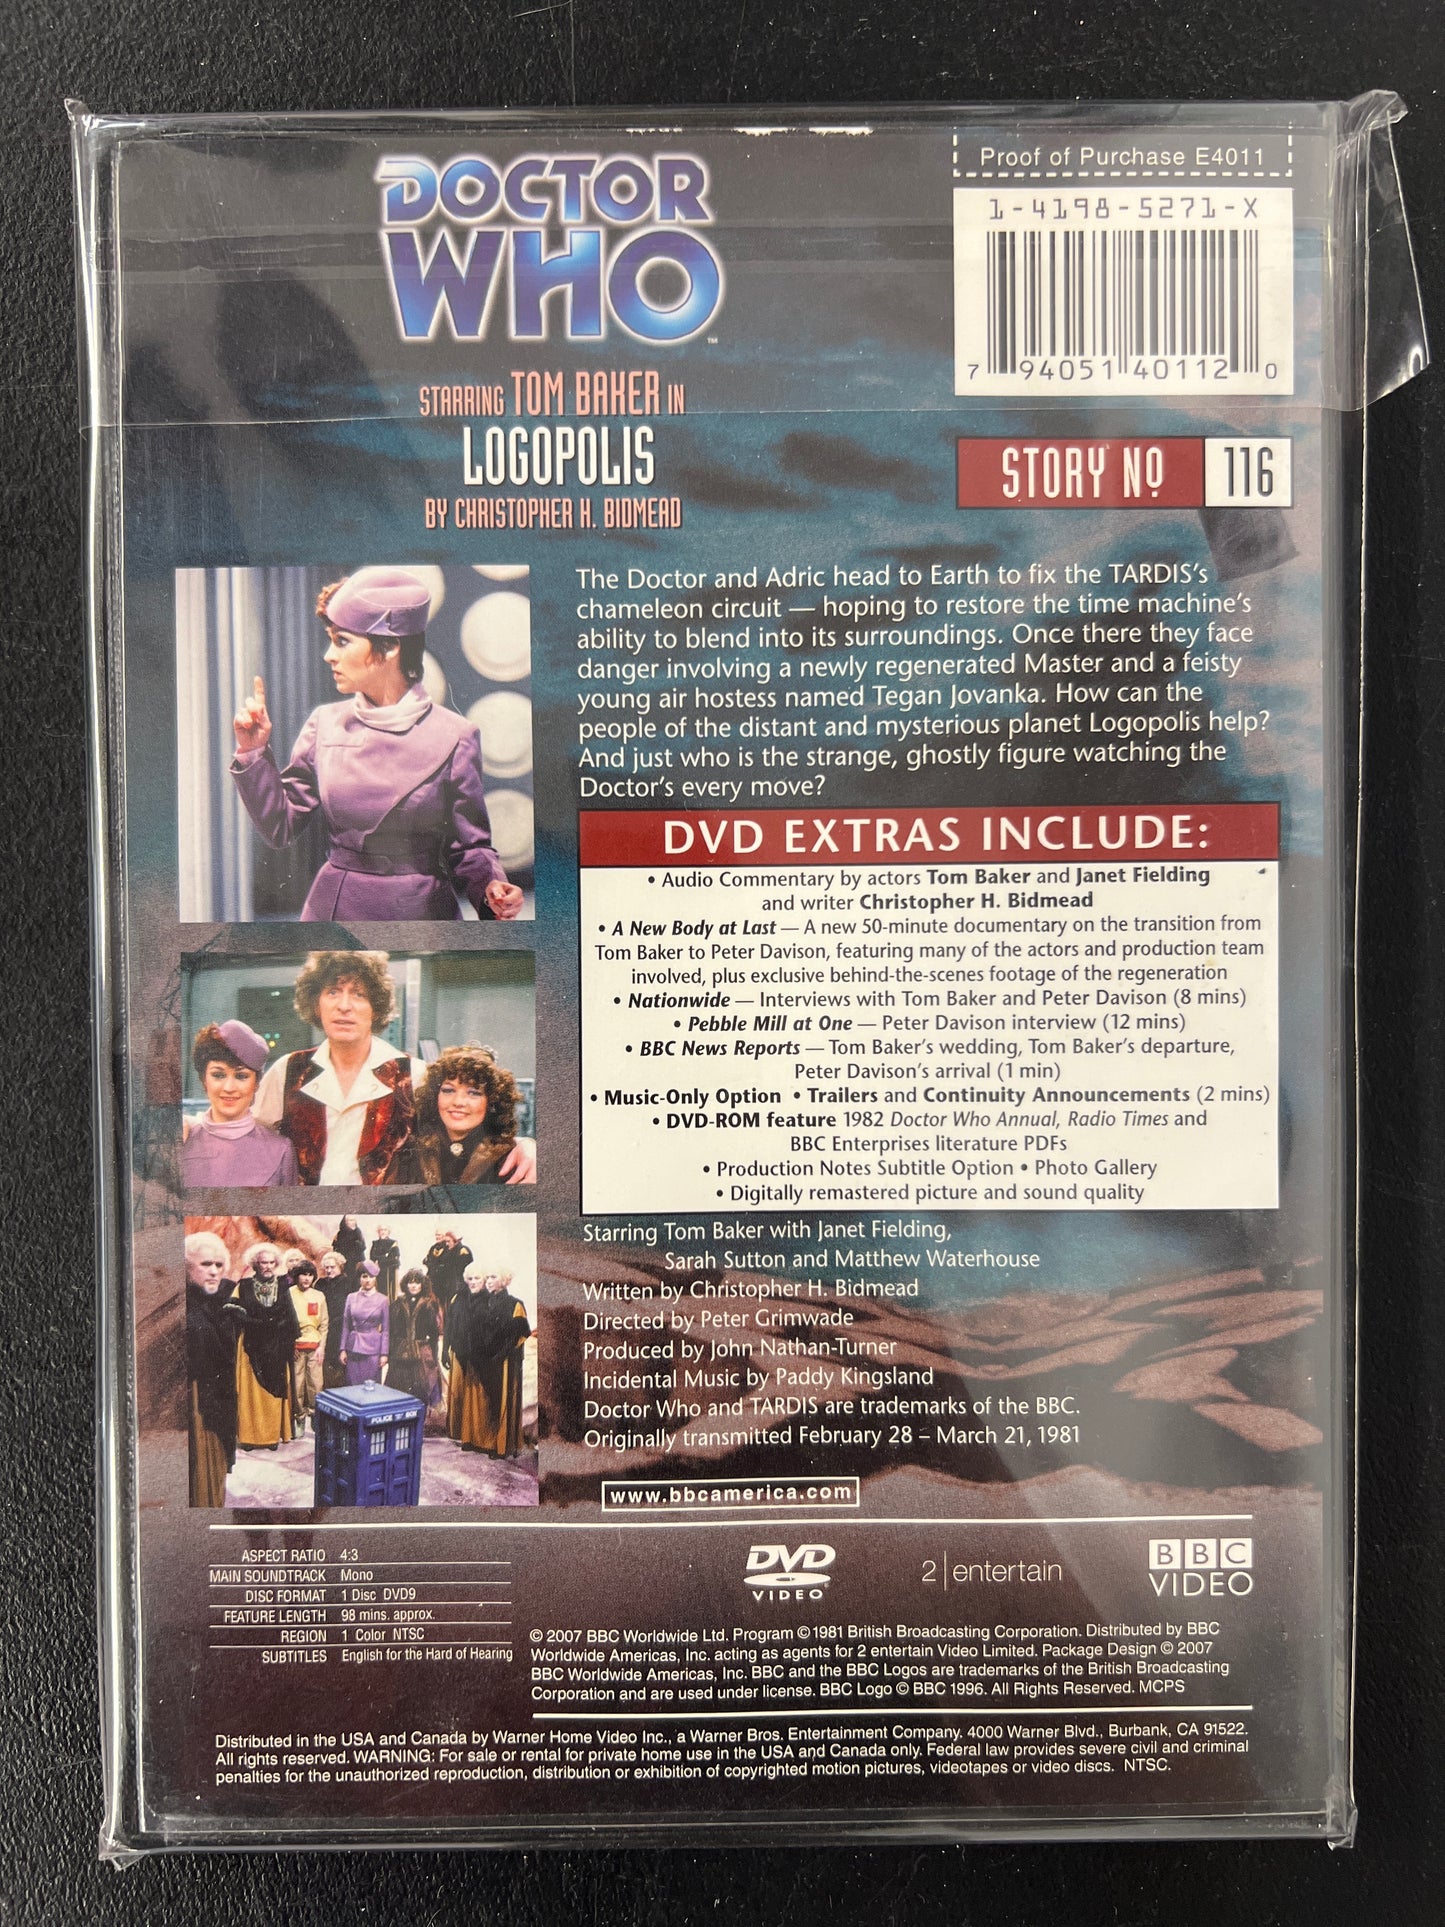 DOCTOR
WHO
™
STARRING TOM BAKER IN
LOGOPOLIS
BY CHRISTOPHER H. BIDMEAD
Proof of Purchase E4011
1-4198-5271-X
7 94051 40112 0
STORY Nº 116
The Doctor and Adric head to Earth to fix the TARDIS's
chameleon circuit — hoping to restore the time machine's
ability to blend into its surroundings. Once there they face
danger involving a newly regenerated Master and a feisty
young air hostess named Tegan Jovanka. How can the
people of the distant and mysterious planet Logopolis help?
And just who is the strange, ghostly figure watching the
Doctor's every move?
DVD EXTRAS INCLUDE:
• Audio Commentary by actors Tom Baker and Janet Fielding
and writer Christopher H. Bidmead
• A New Body at Last — A new 50-minute documentary on the transition from
Tom Baker to Peter Davison, featuring many of the actors and production team
involved, plus exclusive behind-the-scenes footage of the regeneration
• Nationwide — Interviews with Tom Baker and Peter Davison (8 mins)
• Pebble Mill at One — Peter Davison interview (12 mins)
• BBC News Reports — Tom Baker's wedding, Tom Baker's departure,
Peter Davison's arrival (1 min)
• Music-Only Option • Trailers and Continuity Announcements (2 mins)
• DVD-ROM feature 1982 Doctor Who Annual, Radio Times and
BBC Enterprises literature PDFs
• Production Notes Subtitle Option • Photo Gallery
• Digitally remastered picture and sound quality
Starring Tom Baker with Janet Fielding,
Sarah Sutton and Matthew Waterhouse
Written by Christopher H. Bidmead
Directed by Peter Grimwade
Produced by John Nathan-Turner
Incidental Music by Paddy Kingsland
Doctor Who and TARDIS are trademarks of the BBC.
Originally transmitted February 28 – March 21, 1981
POLICE BOX
www.bbcamerica.com
ASPECT RATIO 4:3
MAIN SOUNDTRACK Mono
DISC FORMAT 1 Disc DVD9
FEATURE LENGTH 98 mins. approx.
REGION 1 Color NTSC
SUBTITLES English for the Hard of Hearing
DVD
VIDEO
2 | entertain
BBC
VIDEO
© 2007 BBC Worldwide Ltd. Program © 1981 British Broadcasting Corporation. Distributed by BBC
Worldwide Americas, Inc. acting as agents for 2 entertain Video Limited. Package Design © 2007
BBC Worldwide Americas, Inc. BBC and the BBC Logos are trademarks of the British Broadcasting
Corporation and are used under license. BBC Logo © BBC 1996. All Rights Reserved. MCPS
Distributed in the USA and Canada by Warner Home Video Inc., a Warner Bros. Entertainment Company. 4000 Warner Blvd., Burbank, CA 91522.
All rights reserved. WARNING: For sale or rental for private home use in the USA and Canada only. Federal law provides severe civil and criminal
penalties for the unauthorized reproduction, distribution or exhibition of copyrighted motion pictures, videotapes or video discs. NTSC.